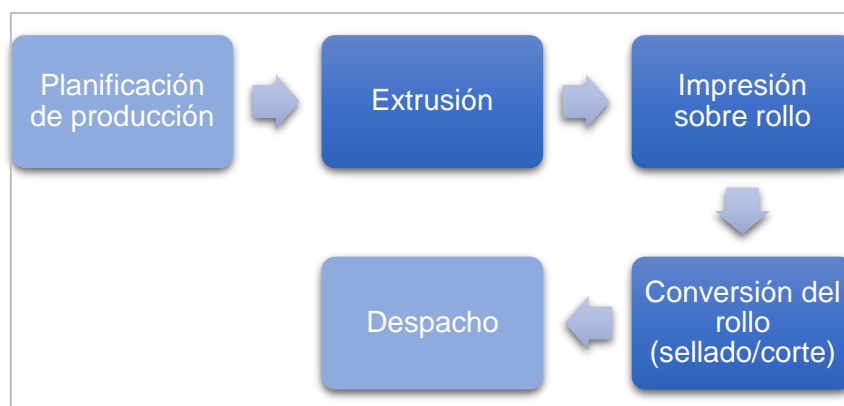 Planificación
de producción
Extrusión
Impresión
sobre rollo
Conversión del
rollo
(sellado/corte)
Despacho